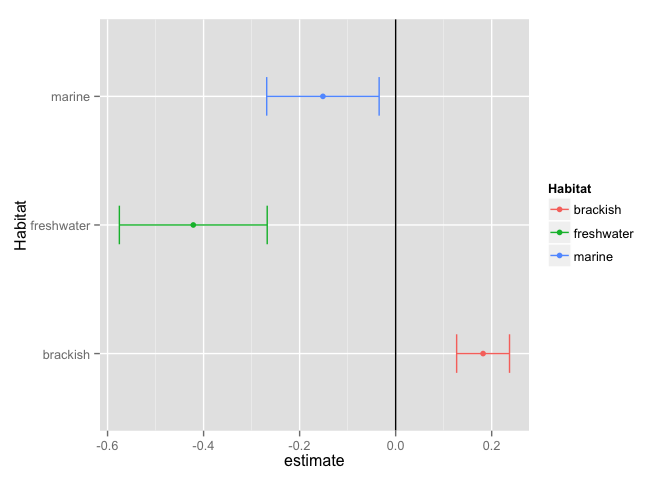 Habitat
marine
freshwater
brackish
-0.6 -0.4 -0.2 0.0 0.2
estimate
Habitat
brackish
freshwater
marine